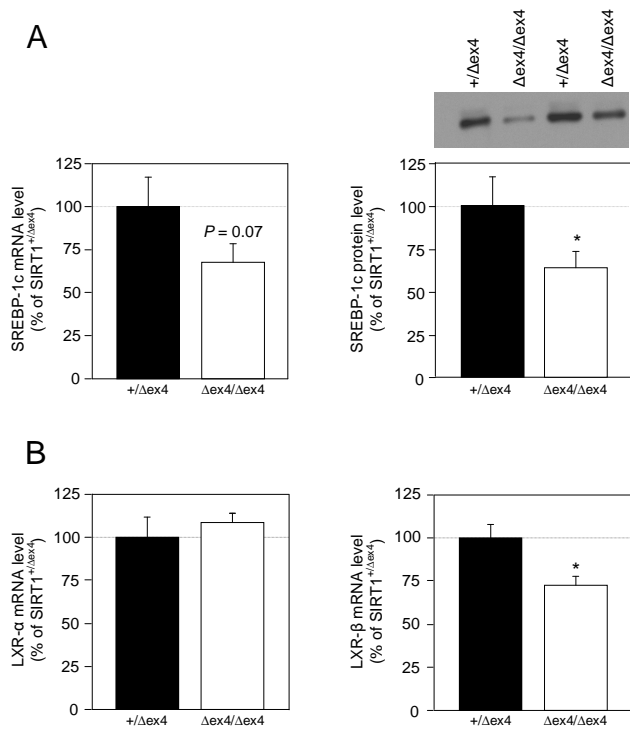 A
+/Δex4
Δex4/Δex4
+/Δex4
Δex4/Δex4
SREBP-1c mRNA level
(% of SIRT1+/Δex4)
125
100
75
50
25
0
P = 0.07
+/Δex4 Δex4/Δex4
SREBP-1c protein level
(% of SIRT1+/Δex4)
125
100
75
50
25
0
*
+/Δex4 Δex4/Δex4
B
LXR-α mRNA level
(% of SIRT1+/Δex4)
125
100
75
50
25
0
+/Δex4 Δex4/Δex4
LXR-β mRNA level
(% of SIRT1+/Δex4)
125
100
75
50
25
0
*
+/Δex4 Δex4/Δex4